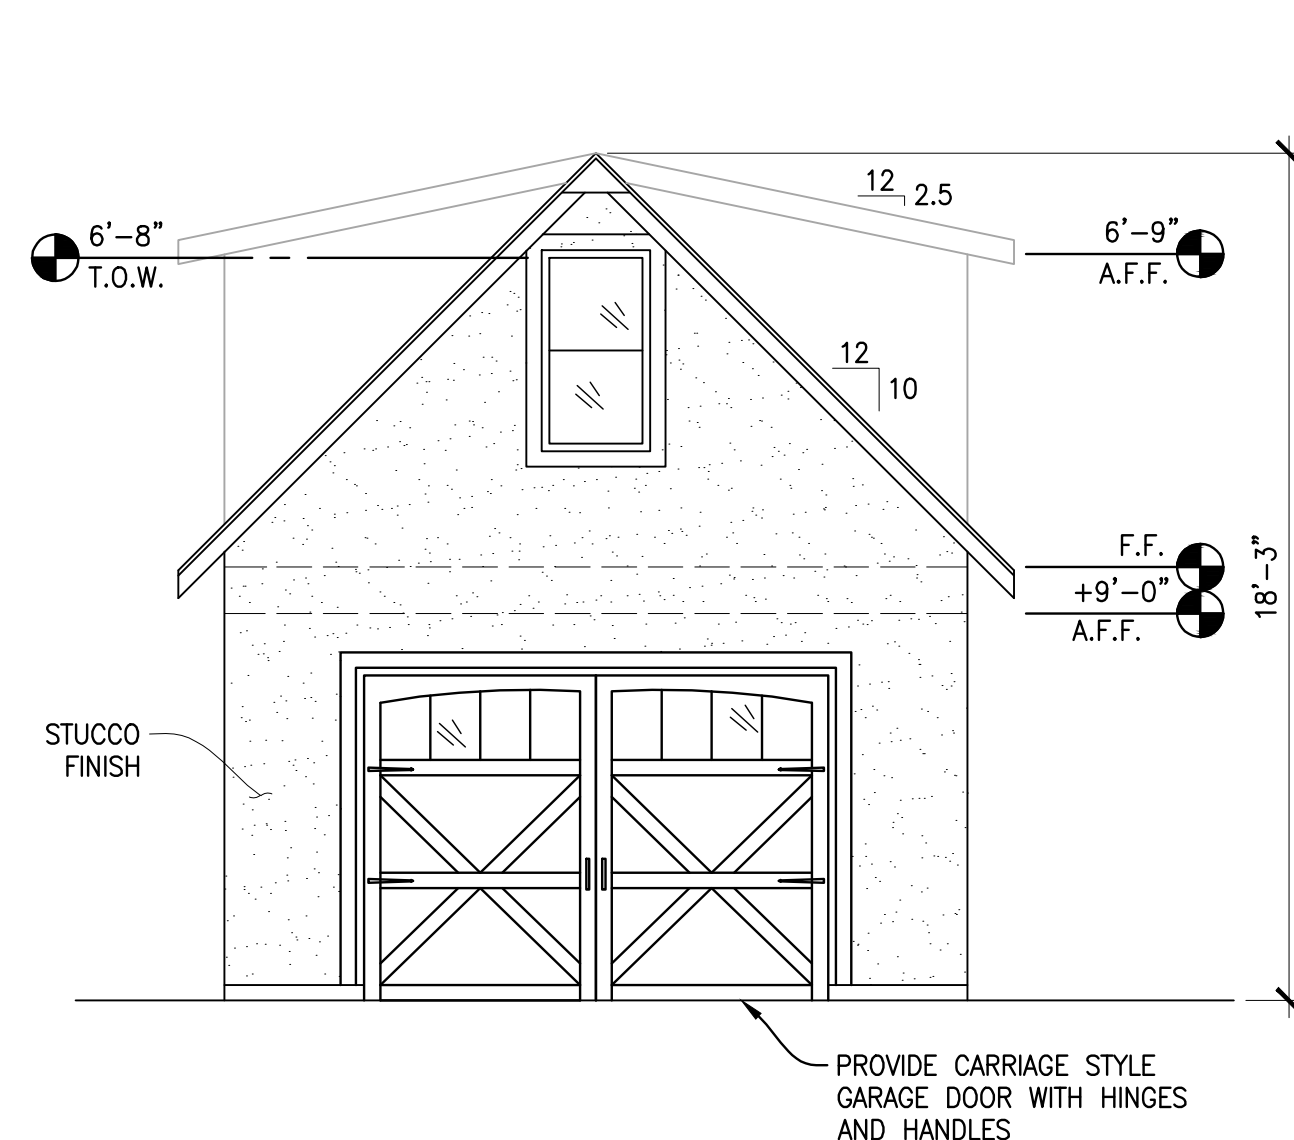 12
2.5
6'-8"
T.O.W.
6'-9"
A.F.F.
12
10
F.F.
+9'-0"
A.F.F.
18'-3"
STUCCO
FINISH
PROVIDE CARRIAGE STYLE
GARAGE DOOR WITH HINGES
AND HANDLES